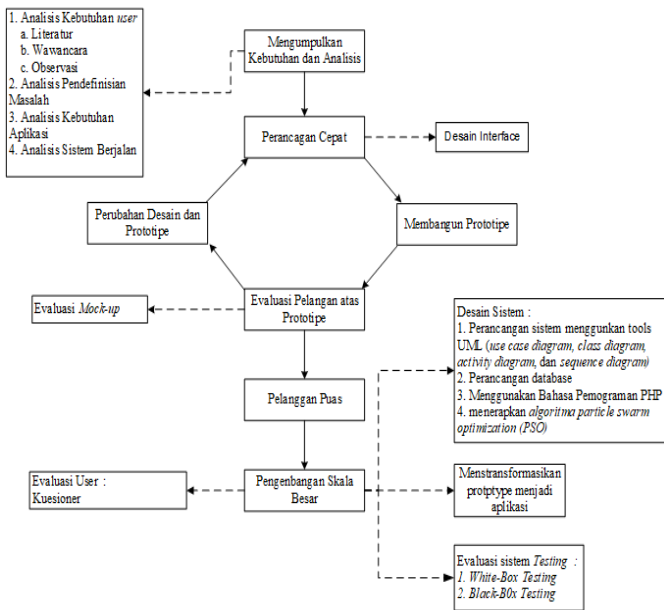 1. Analisis Kebutuhan user
a. Literatur
b. Wawancara
c. Observasi
2. Analisis Pendefinisian
Masalah
3. Analisis Kebutuhan
Aplikasi
4. Analisis Sistem Berjalan
Mengumpulkan
Kebutuhan dan Analisis
Perancagan Cepat
Desain Interface
Perubahan Desain dan
Prototipe
Membangun Prototipe
Evaluasi Mock-up
Evaluasi Pelangan atas
Prototipe
Desain Sistem :
1. Perancangan sistem menggunkan tools
UML (use case diagram, class diagram,
activity diagram, dan sequence diagram)
2. Perancangan database
3. Menggunakan Bahasa Pemograman PHP
4. menerapkan algoritma particle swarm
optimization (PSO)
Pelanggan Puas
Evaluasi User :
Kuesioner
Pengenbangan Skala
Besar
Menstransformasikan
protptype menjadi
aplikasi
Evaluasi sistem Testing :
1. White-Box Testing
2. Black-B0x Testing